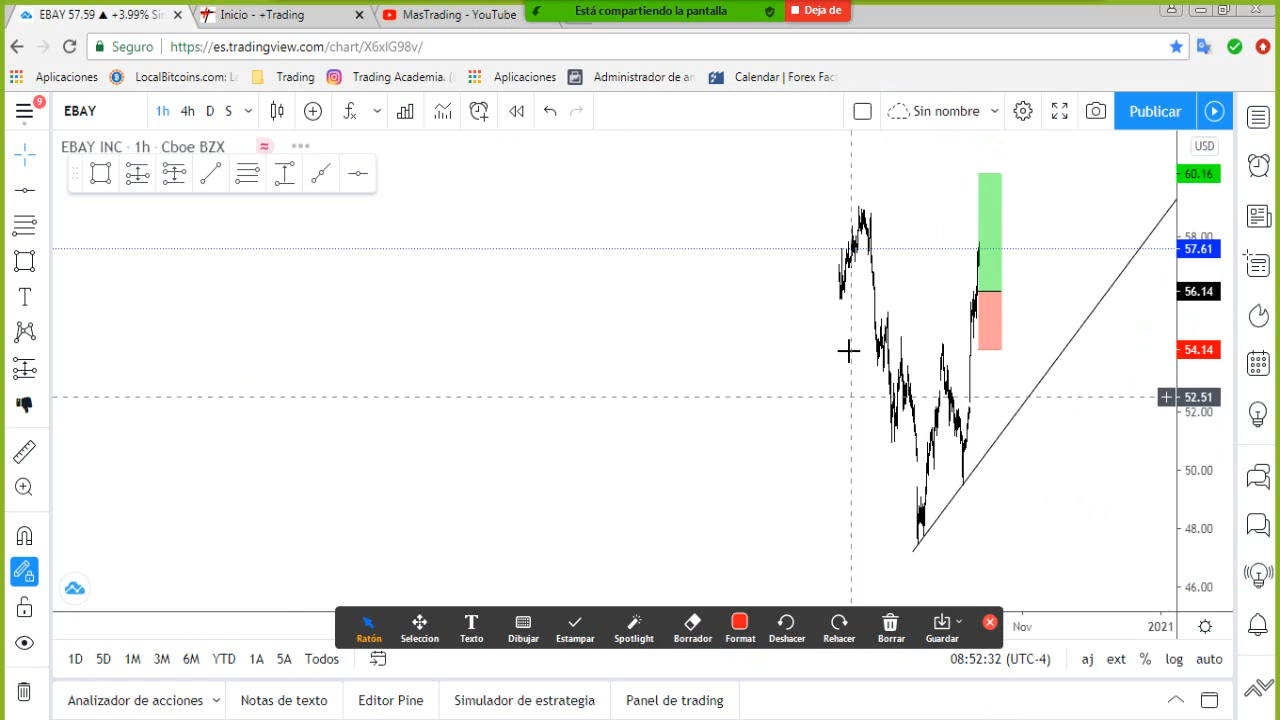 EBAY 57.59 ▲ +3.99% Si
Inicio - +Trading
MasTrading - YouTube
Está compartiendo la pantalla
Deja de
Seguro
https://es.tradingview.com/chart/X6xIG98v/
Aplicaciones
LocalBitcoins.com: L
Trading
Trading Academia. (
Aplicaciones
Administrador de an
Calendar | Forex Fact
9
EBAY
1h 4h D S
Sin nombre
Publicar
EBAY INC · 1h · Cboe BZX
USD
60.16
58.00
57.61
56.14
54.14
52.51
52.00
50.00
48.00
46.00
Ratón
Seleccion
Texto
Dibujar
Estampar
Spotlight
Borrador
Format
Deshacer
Rehacer
Borrar
Guardar
Nov
2021
1D 5D 1M 3M 6M YTD 1A 5A Todos
08:52:32 (UTC-4)
aj ext % log auto
Analizador de acciones
Notas de texto
Editor Pine
Simulador de estrategia
Panel de trading